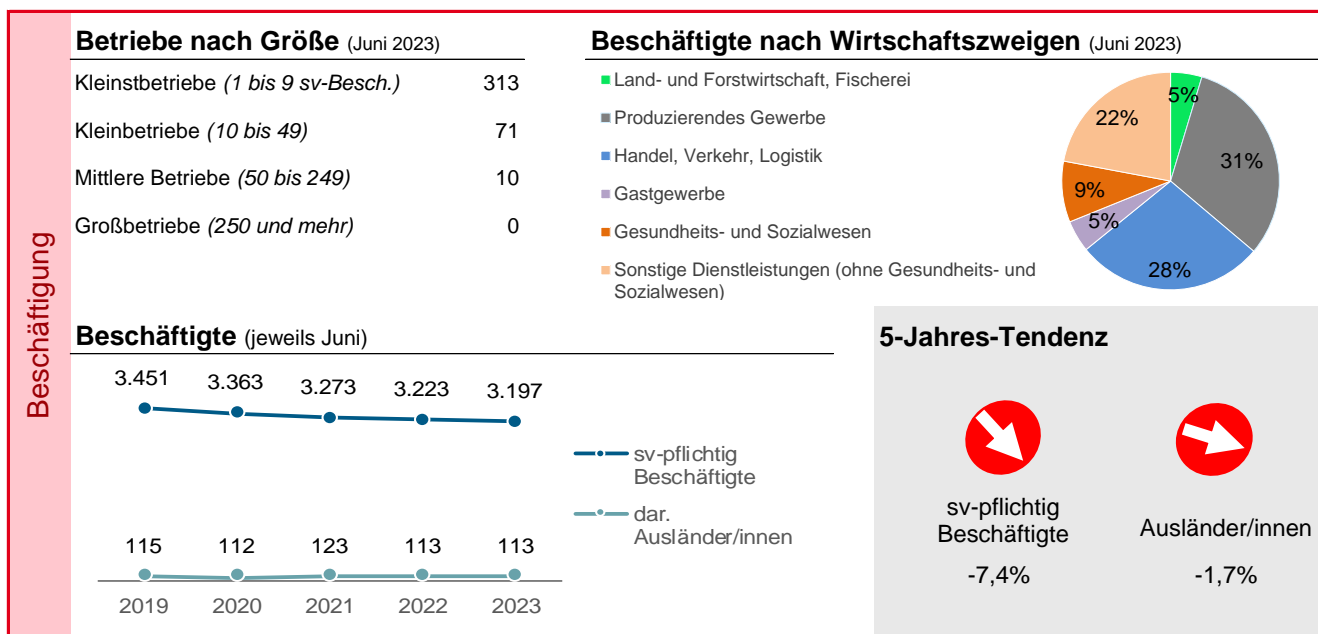 Beschäftigung
Betriebe nach Größe (Juni 2023)
Kleinstbetriebe (1 bis 9 sv-Besch.) 313
Kleinbetriebe (10 bis 49) 71
Mittlere Betriebe (50 bis 249) 10
Großbetriebe (250 und mehr) 0
Beschäftigte nach Wirtschaftszweigen (Juni 2023)
Land- und Forstwirtschaft, Fischerei
Produzierendes Gewerbe
Handel, Verkehr, Logistik
Gastgewerbe
Gesundheits- und Sozialwesen
Sonstige Dienstleistungen (ohne Gesundheits- und
Sozialwesen)
5%
31%
28%
5%
9%
22%
Beschäftigte (jeweils Juni)
3.451 3.363 3.273 3.223 3.197
sv-pflichtig
Beschäftigte
dar.
Ausländer/innen
115 112 123 113 113
2019 2020 2021 2022 2023
5-Jahres-Tendenz
sv-pflichtig
Beschäftigte
-7,4%
Ausländer/innen
-1,7%